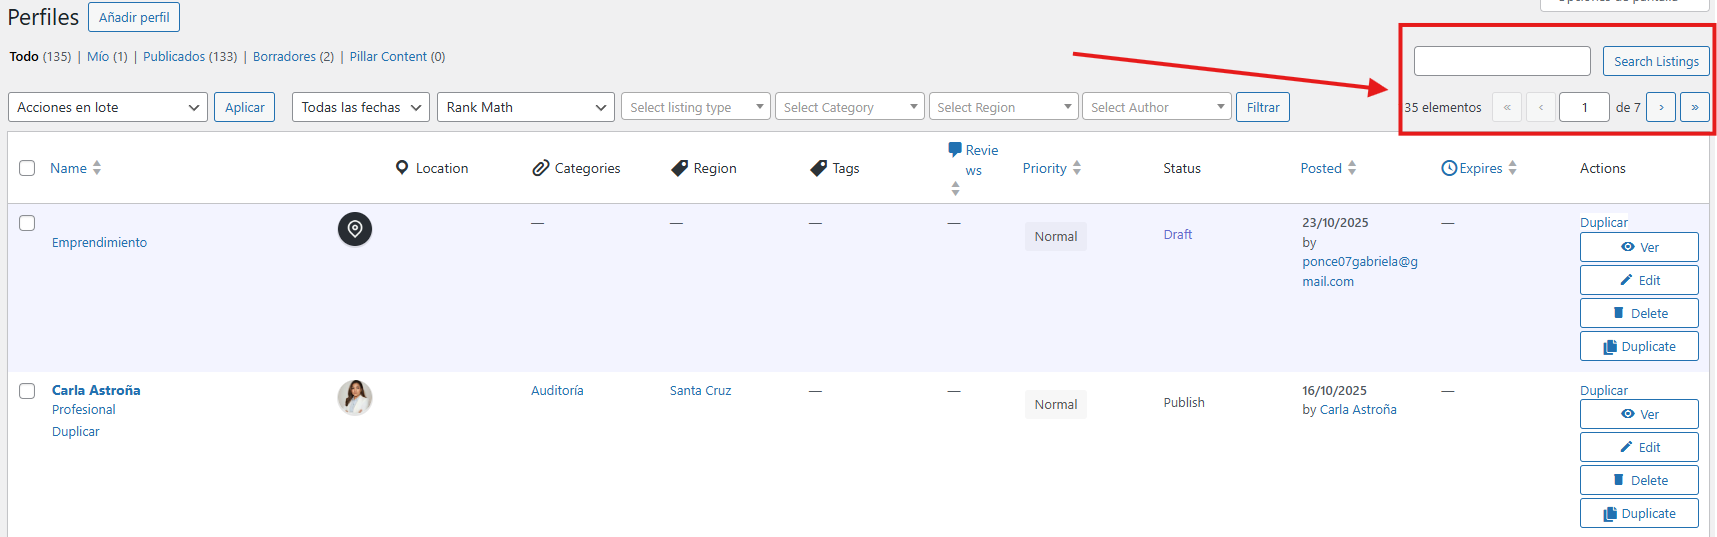 Perfiles Añadir perfil
Todo (135) | Mío (1) | Publicados (133) | Borradores (2) | Pillar Content (0)
Search Listings
Acciones en lote Aplicar Todas las fechas Rank Math Select listing type Select Category Select Region Select Author Filtrar 35 elementos « ‹ 1 de 7 › »
Name Location Categories Region Tags Reviews Priority Status Posted Expires Actions
Emprendimiento — — — — Normal Draft 23/10/2025 — Duplicar
by Ver
ponce07gabriela@g
mail.com Edit
Delete
Duplicate
Carla Astroña Auditoría Santa Cruz — — Normal Publish 16/10/2025 — Duplicar
Profesional by Carla Astroña Ver
Duplicar Edit
Delete
Duplicate